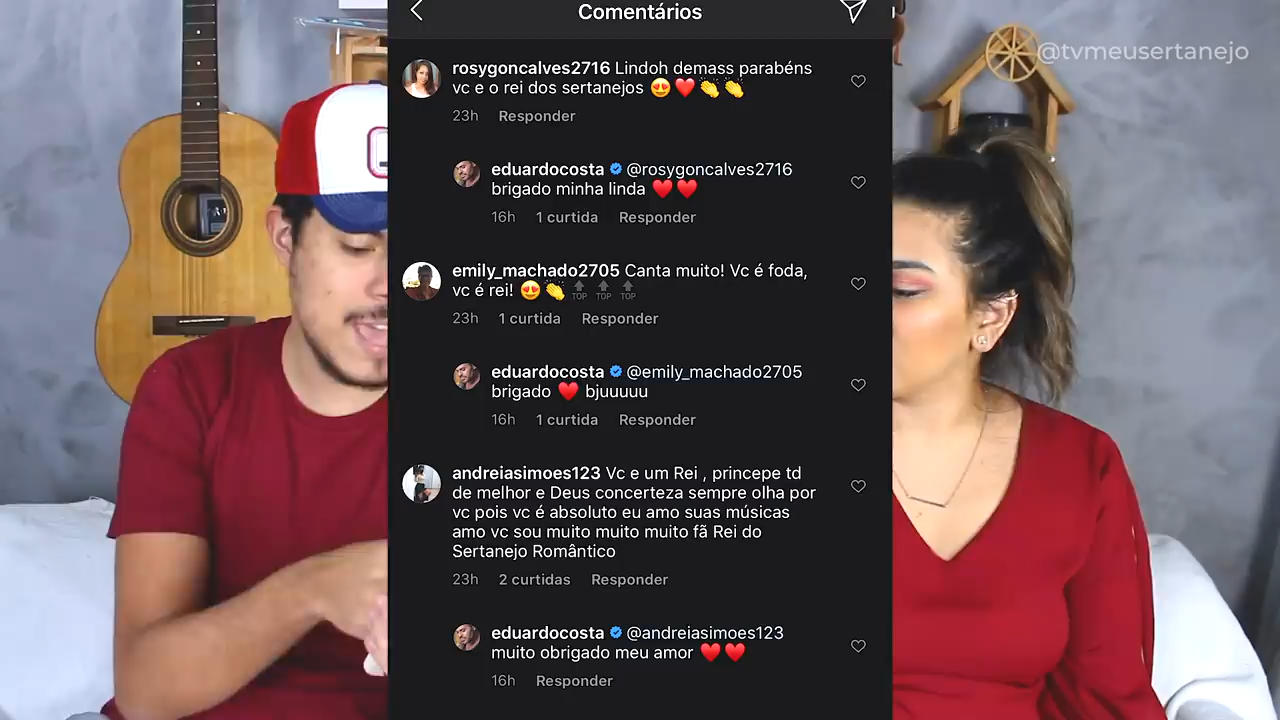 Comentários
@tvmeusertanejo
rosygoncalves2716 Lindoh demass parabéns
vc e o rei dos sertanejos 😍❤️👏👏
23h Responder
eduardocosta @rosygoncalves2716
brigado minha linda ❤️❤️
16h 1 curtida Responder
emily_machado2705 Canta muito! Vc é foda,
vc é rei! 😍👏🔝🔝🔝
23h 1 curtida Responder
eduardocosta @emily_machado2705
brigado ❤️ bjuuuuu
16h 1 curtida Responder
andreiasimoes123 Vc e um Rei , princepe td
de melhor e Deus concerteza sempre olha por
vc pois vc é absoluto eu amo suas músicas
amo vc sou muito muito muito fã Rei do
Sertanejo Romântico
23h 2 curtidas Responder
eduardocosta @andreiasimoes123
muito obrigado meu amor ❤️❤️
16h Responder